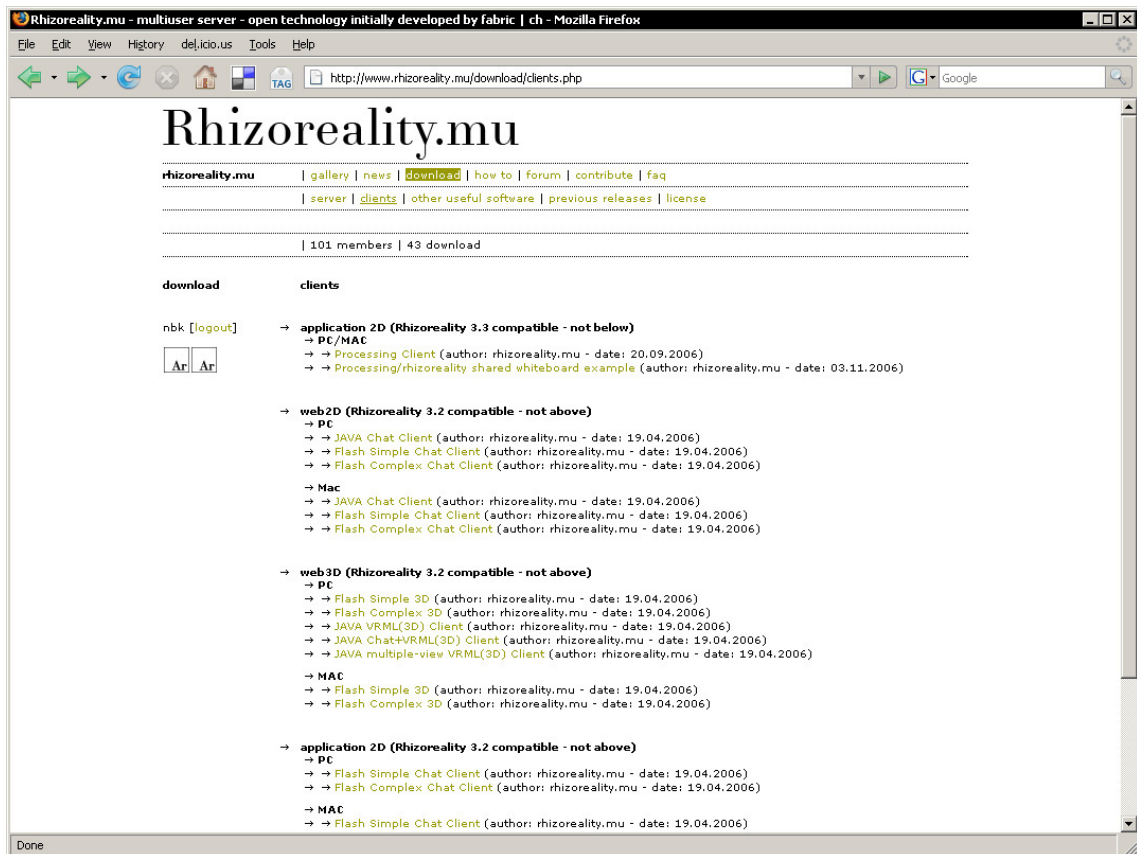 Rhizoreality.mu - multiuser server - open technology initially developed by fabric | ch - Mozilla Firefox
File Edit View History del.icio.us Tools Help
TAG http://www.rhizoreality.mu/download/clients.php G Google
Rhizoreality.mu
rhizoreality.mu | gallery | news | download | how to | forum | contribute | faq
| server | clients | other useful software | previous releases | license
| 101 members | 43 download
download clients
nbk [logout] → application 2D (Rhizoreality 3.3 compatible - not below)
→ PC/MAC
Ar Ar → → Processing Client (author: rhizoreality.mu - date: 20.09.2006)
→ → Processing/rhizoreality shared whiteboard example (author: rhizoreality.mu - date: 03.11.2006)
→ web2D (Rhizoreality 3.2 compatible - not above)
→ PC
→ → JAVA Chat Client (author: rhizoreality.mu - date: 19.04.2006)
→ → Flash Simple Chat Client (author: rhizoreality.mu - date: 19.04.2006)
→ → Flash Complex Chat Client (author: rhizoreality.mu - date: 19.04.2006)
→ Mac
→ → JAVA Chat Client (author: rhizoreality.mu - date: 19.04.2006)
→ → Flash Simple Chat Client (author: rhizoreality.mu - date: 19.04.2006)
→ → Flash Complex Chat Client (author: rhizoreality.mu - date: 19.04.2006)
→ web3D (Rhizoreality 3.2 compatible - not above)
→ PC
→ → Flash Simple 3D (author: rhizoreality.mu - date: 19.04.2006)
→ → Flash Complex 3D (author: rhizoreality.mu - date: 19.04.2006)
→ → JAVA VRML(3D) Client (author: rhizoreality.mu - date: 19.04.2006)
→ → JAVA Chat+VRML(3D) Client (author: rhizoreality.mu - date: 19.04.2006)
→ → JAVA multiple-view VRML(3D) Client (author: rhizoreality.mu - date: 19.04.2006)
→ MAC
→ → Flash Simple 3D (author: rhizoreality.mu - date: 19.04.2006)
→ → Flash Complex 3D (author: rhizoreality.mu - date: 19.04.2006)
→ application 2D (Rhizoreality 3.2 compatible - not above)
→ PC
→ → Flash Simple Chat Client (author: rhizoreality.mu - date: 19.04.2006)
→ → Flash Complex Chat Client (author: rhizoreality.mu - date: 19.04.2006)
→ MAC
→ → Flash Simple Chat Client (author: rhizoreality.mu - date: 19.04.2006)
Done